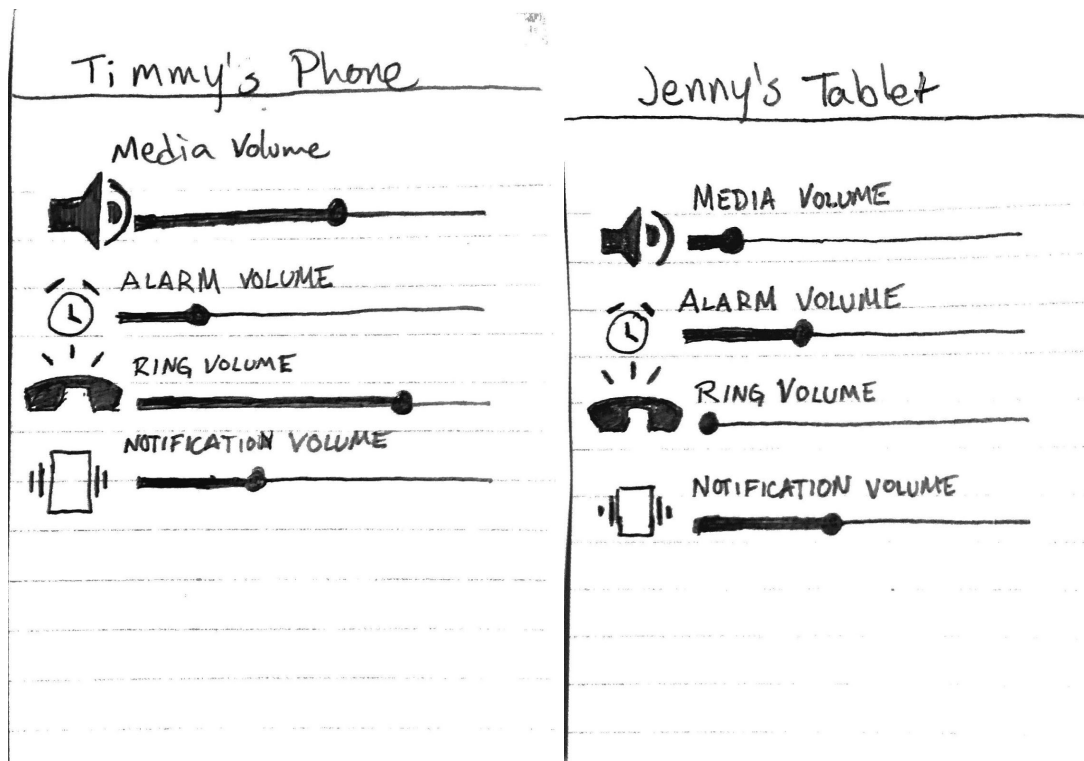 Timmy's Phone
Media Volume
ALARM VOLUME
RING VOLUME
NOTIFICATION VOLUME
Jenny's Tablet
MEDIA VOLUME
ALARM VOLUME
RING VOLUME
NOTIFICATION VOLUME